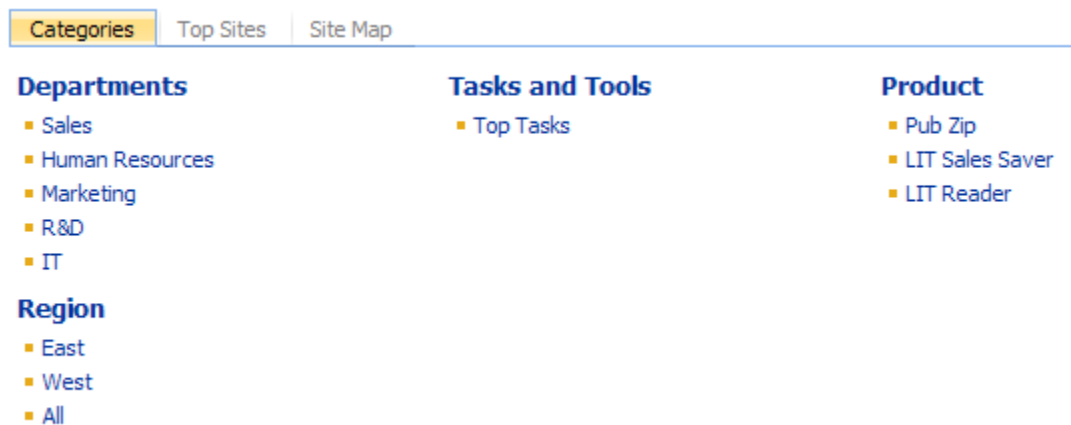 Categories Top Sites Site Map
Departments
Sales
Human Resources
Marketing
R&D
IT
Region
East
West
All
Tasks and Tools
Top Tasks
Product
Pub Zip
LIT Sales Saver
LIT Reader